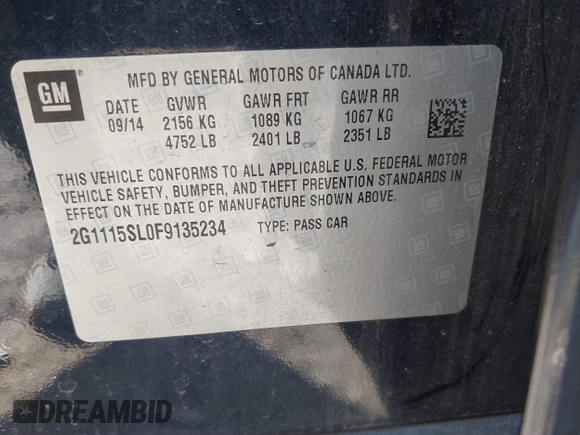 GM
MFD BY GENERAL MOTORS OF CANADA LTD.
DATE GVWR GAWR FRT GAWR RR
09/14 2156 KG 1089 KG 1067 KG
4752 LB 2401 LB 2351 LB
THIS VEHICLE CONFORMS TO ALL APPLICABLE U.S. FEDERAL MOTOR
VEHICLE SAFETY, BUMPER, AND THEFT PREVENTION STANDARDS IN
EFFECT ON THE DATE OF MANUFACTURE SHOWN ABOVE.
2G1115SL0F9135234 TYPE: PASS CAR
DREAMBID